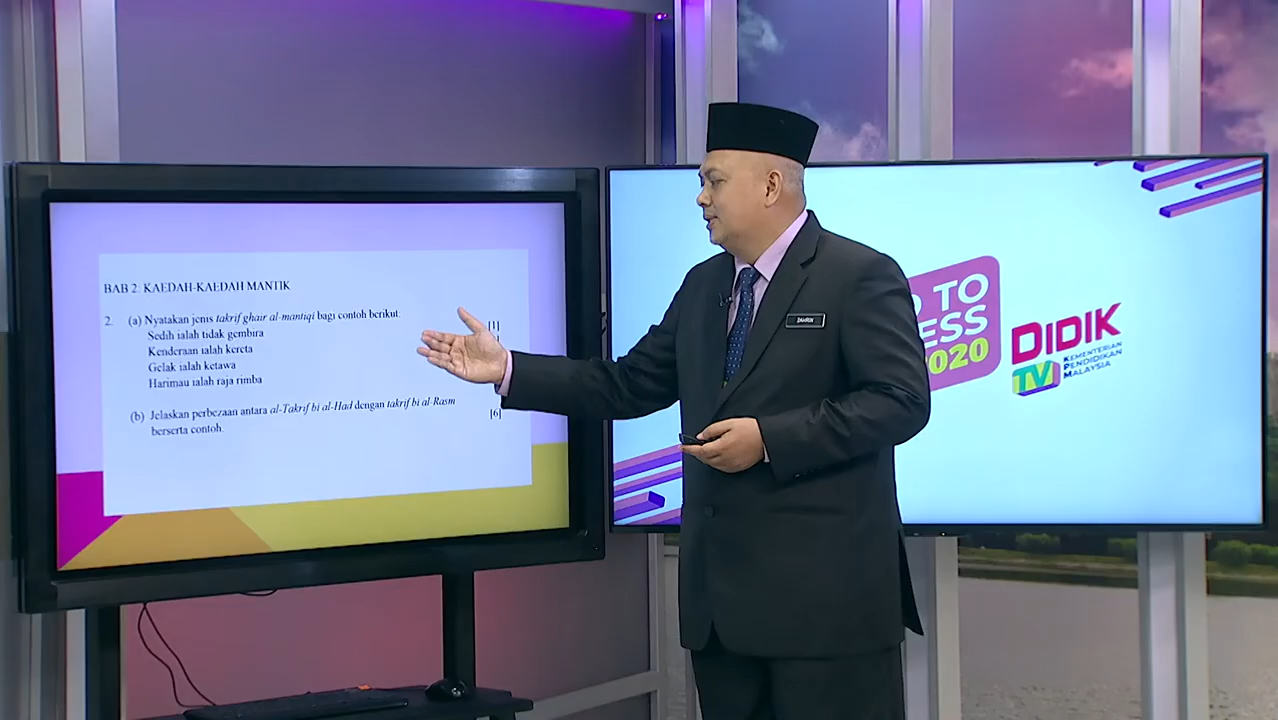 BAB 2: KAEDAH-KAEDAH MANTIK
2. (a) Nyatakan jenis takrif ghair al-mantiqi bagi contoh berikut:
[1]
Sedih ialah tidak gembira
Kenderaan ialah kereta
Gelak ialah ketawa
Harimau ialah raja rimba
(b) Jelaskan perbezaan antara al-Takrif bi al-Had dengan takrif bi al-Rasm
[6]
berserta contoh.
TO
ESS
2020
DIDIK
TV
KEMENTERIAN
PENDIDIKAN
MALAYSIA